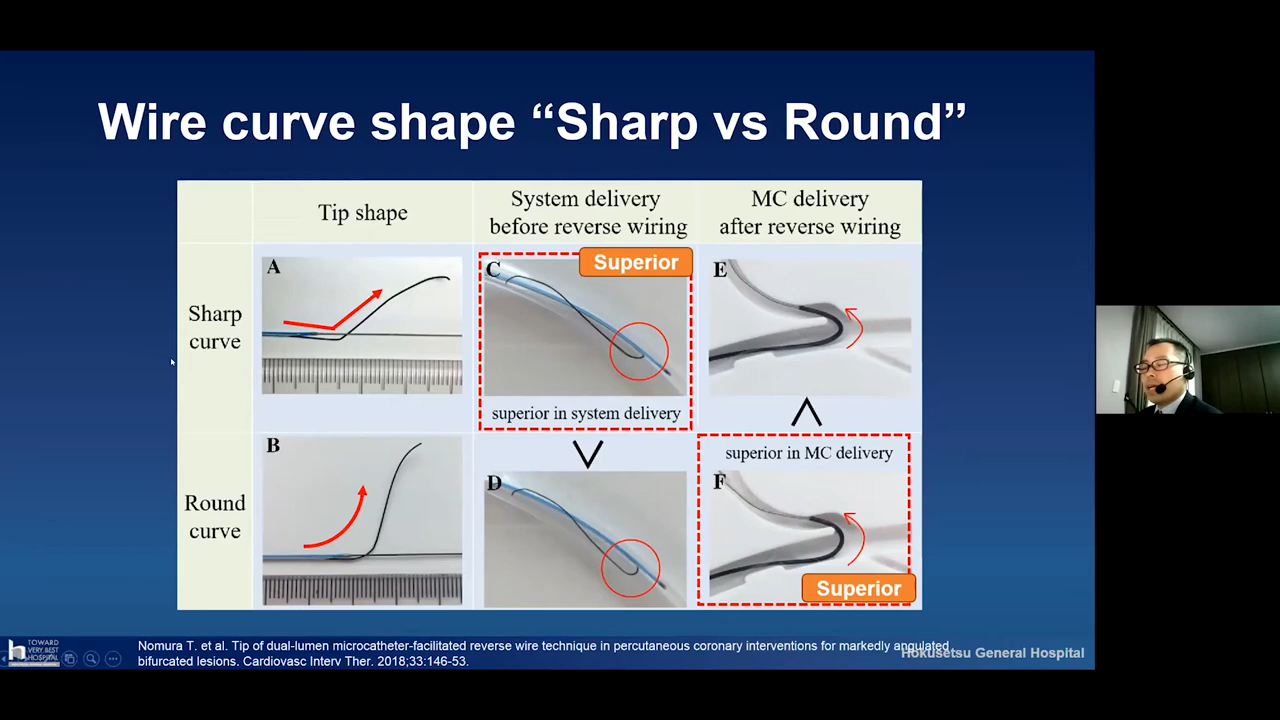 Wire curve shape “Sharp vs Round”
Tip shape
System delivery
before reverse wiring
MC delivery
after reverse wiring
Sharp
curve
A
C
Superior
superior in system delivery
E
>
>
Round
curve
B
D
superior in MC delivery
F
Superior
TOWARD
VERY BEST
HOSPITAL
Nomura T. et al. Tip of dual-lumen microcatheter-facilitated reverse wire technique in percutaneous coronary interventions for markedly angulated
bifurcated lesions. Cardiovasc Interv Ther. 2018;33:146-53.
Hokusetsu General Hospital